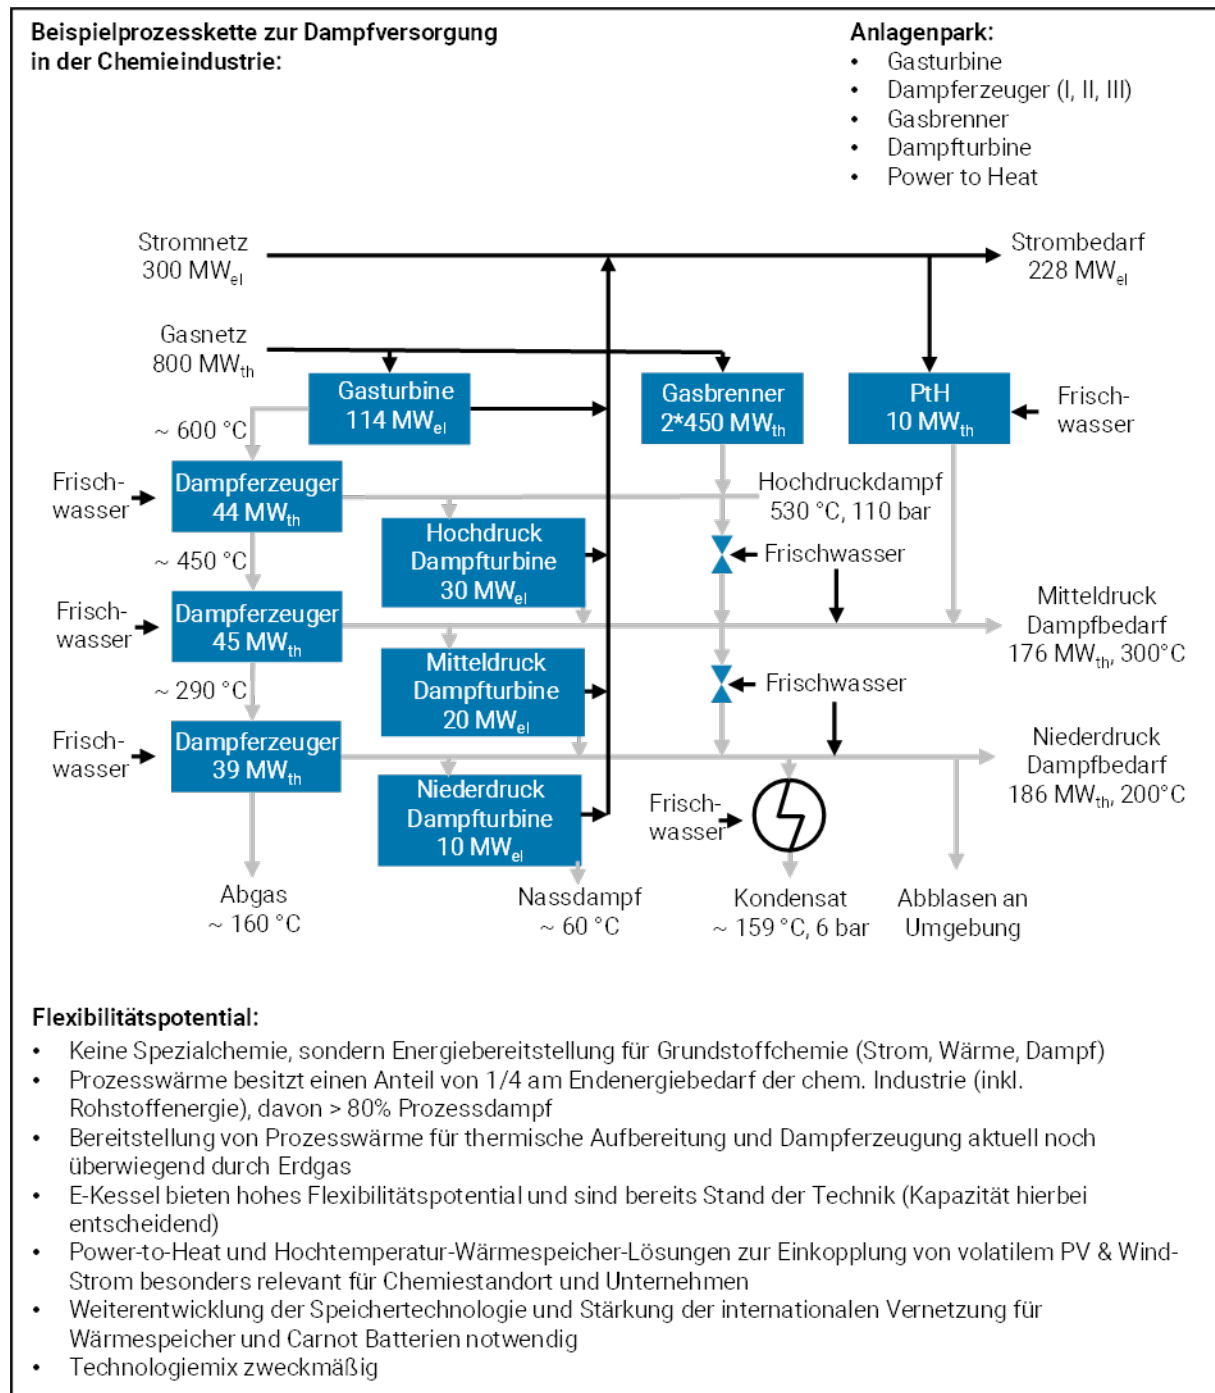 Beispielprozesskette zur Dampfversorgung
in der Chemieindustrie:
Anlagenpark:
• Gasturbine
• Dampferzeuger (I, II, III)
• Gasbrenner
• Dampfturbine
• Power to Heat
Stromnetz
300 MWel
Strombedarf
228 MWel
Gasnetz
800 MWth
Gasturbine
114 MWel
Gasbrenner
2*450 MWth
PtH
10 MWth
Frisch-
wasser
~ 600 °C
Frisch-
wasser
Dampferzeuger
44 MWth
Hochdruckdampf
530 °C, 110 bar
Hochdruck
Dampfturbine
30 MWel
Frischwasser
~ 450 °C
Frisch-
wasser
Dampferzeuger
45 MWth
Mitteldruck
Dampfbedarf
176 MWth, 300°C
Mitteldruck
Dampfturbine
20 MWel
Frischwasser
~ 290 °C
Frisch-
wasser
Dampferzeuger
39 MWth
Niederdruck
Dampfbedarf
186 MWth, 200°C
Niederdruck
Dampfturbine
10 MWel
Frisch-
wasser
Abgas
~ 160 °C
Nassdampf
~ 60 °C
Kondensat
~ 159 °C, 6 bar
Abblasen an
Umgebung
Flexibilitätspotential:
• Keine Spezialchemie, sondern Energiebereitstellung für Grundstoffchemie (Strom, Wärme, Dampf)
• Prozesswärme besitzt einen Anteil von 1/4 am Endenergiebedarf der chem. Industrie (inkl.
Rohstoffenergie), davon > 80% Prozessdampf
• Bereitstellung von Prozesswärme für thermische Aufbereitung und Dampferzeugung aktuell noch
überwiegend durch Erdgas
• E-Kessel bieten hohes Flexibilitätspotential und sind bereits Stand der Technik (Kapazität hierbei
entscheidend)
• Power-to-Heat und Hochtemperatur-Wärmespeicher-Lösungen zur Einkopplung von volatilem PV & Wind-
Strom besonders relevant für Chemiestandort und Unternehmen
• Weiterentwicklung der Speichertechnologie und Stärkung der internationalen Vernetzung für
Wärmespeicher und Carnot Batterien notwendig
• Technologiemix zweckmäßig